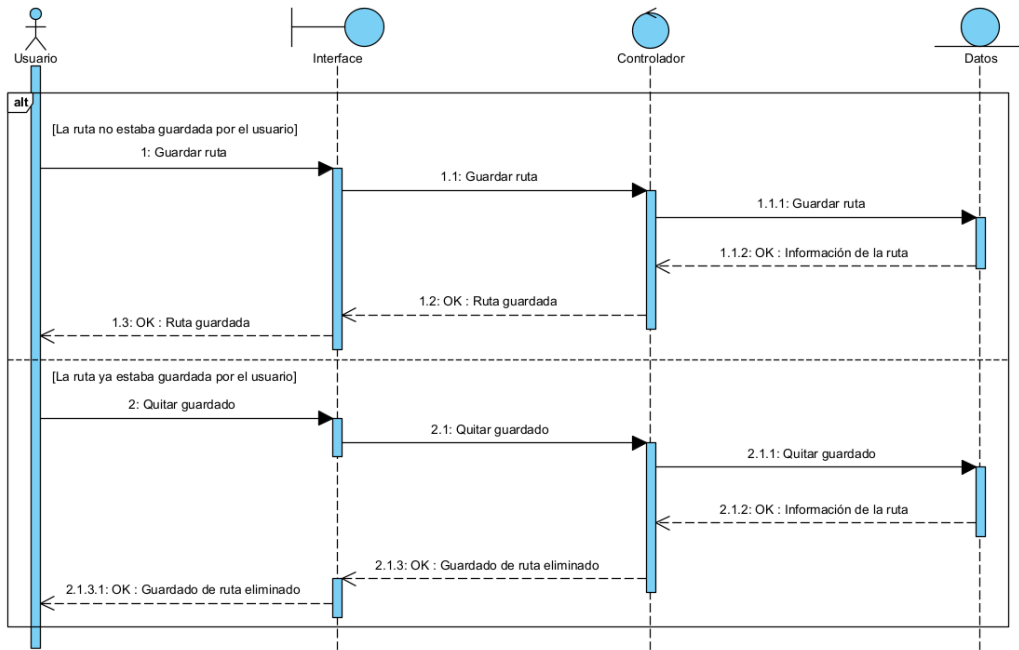 Usuario
Interface
Controlador
Datos
alt
[La ruta no estaba guardada por el usuario]
1: Guardar ruta
1.1: Guardar ruta
1.1.1: Guardar ruta
1.1.2: OK : Información de la ruta
1.2: OK : Ruta guardada
1.3: OK : Ruta guardada
[La ruta ya estaba guardada por el usuario]
2: Quitar guardado
2.1: Quitar guardado
2.1.1: Quitar guardado
2.1.2: OK : Información de la ruta
2.1.3: OK : Guardado de ruta eliminado
2.1.3.1: OK : Guardado de ruta eliminado